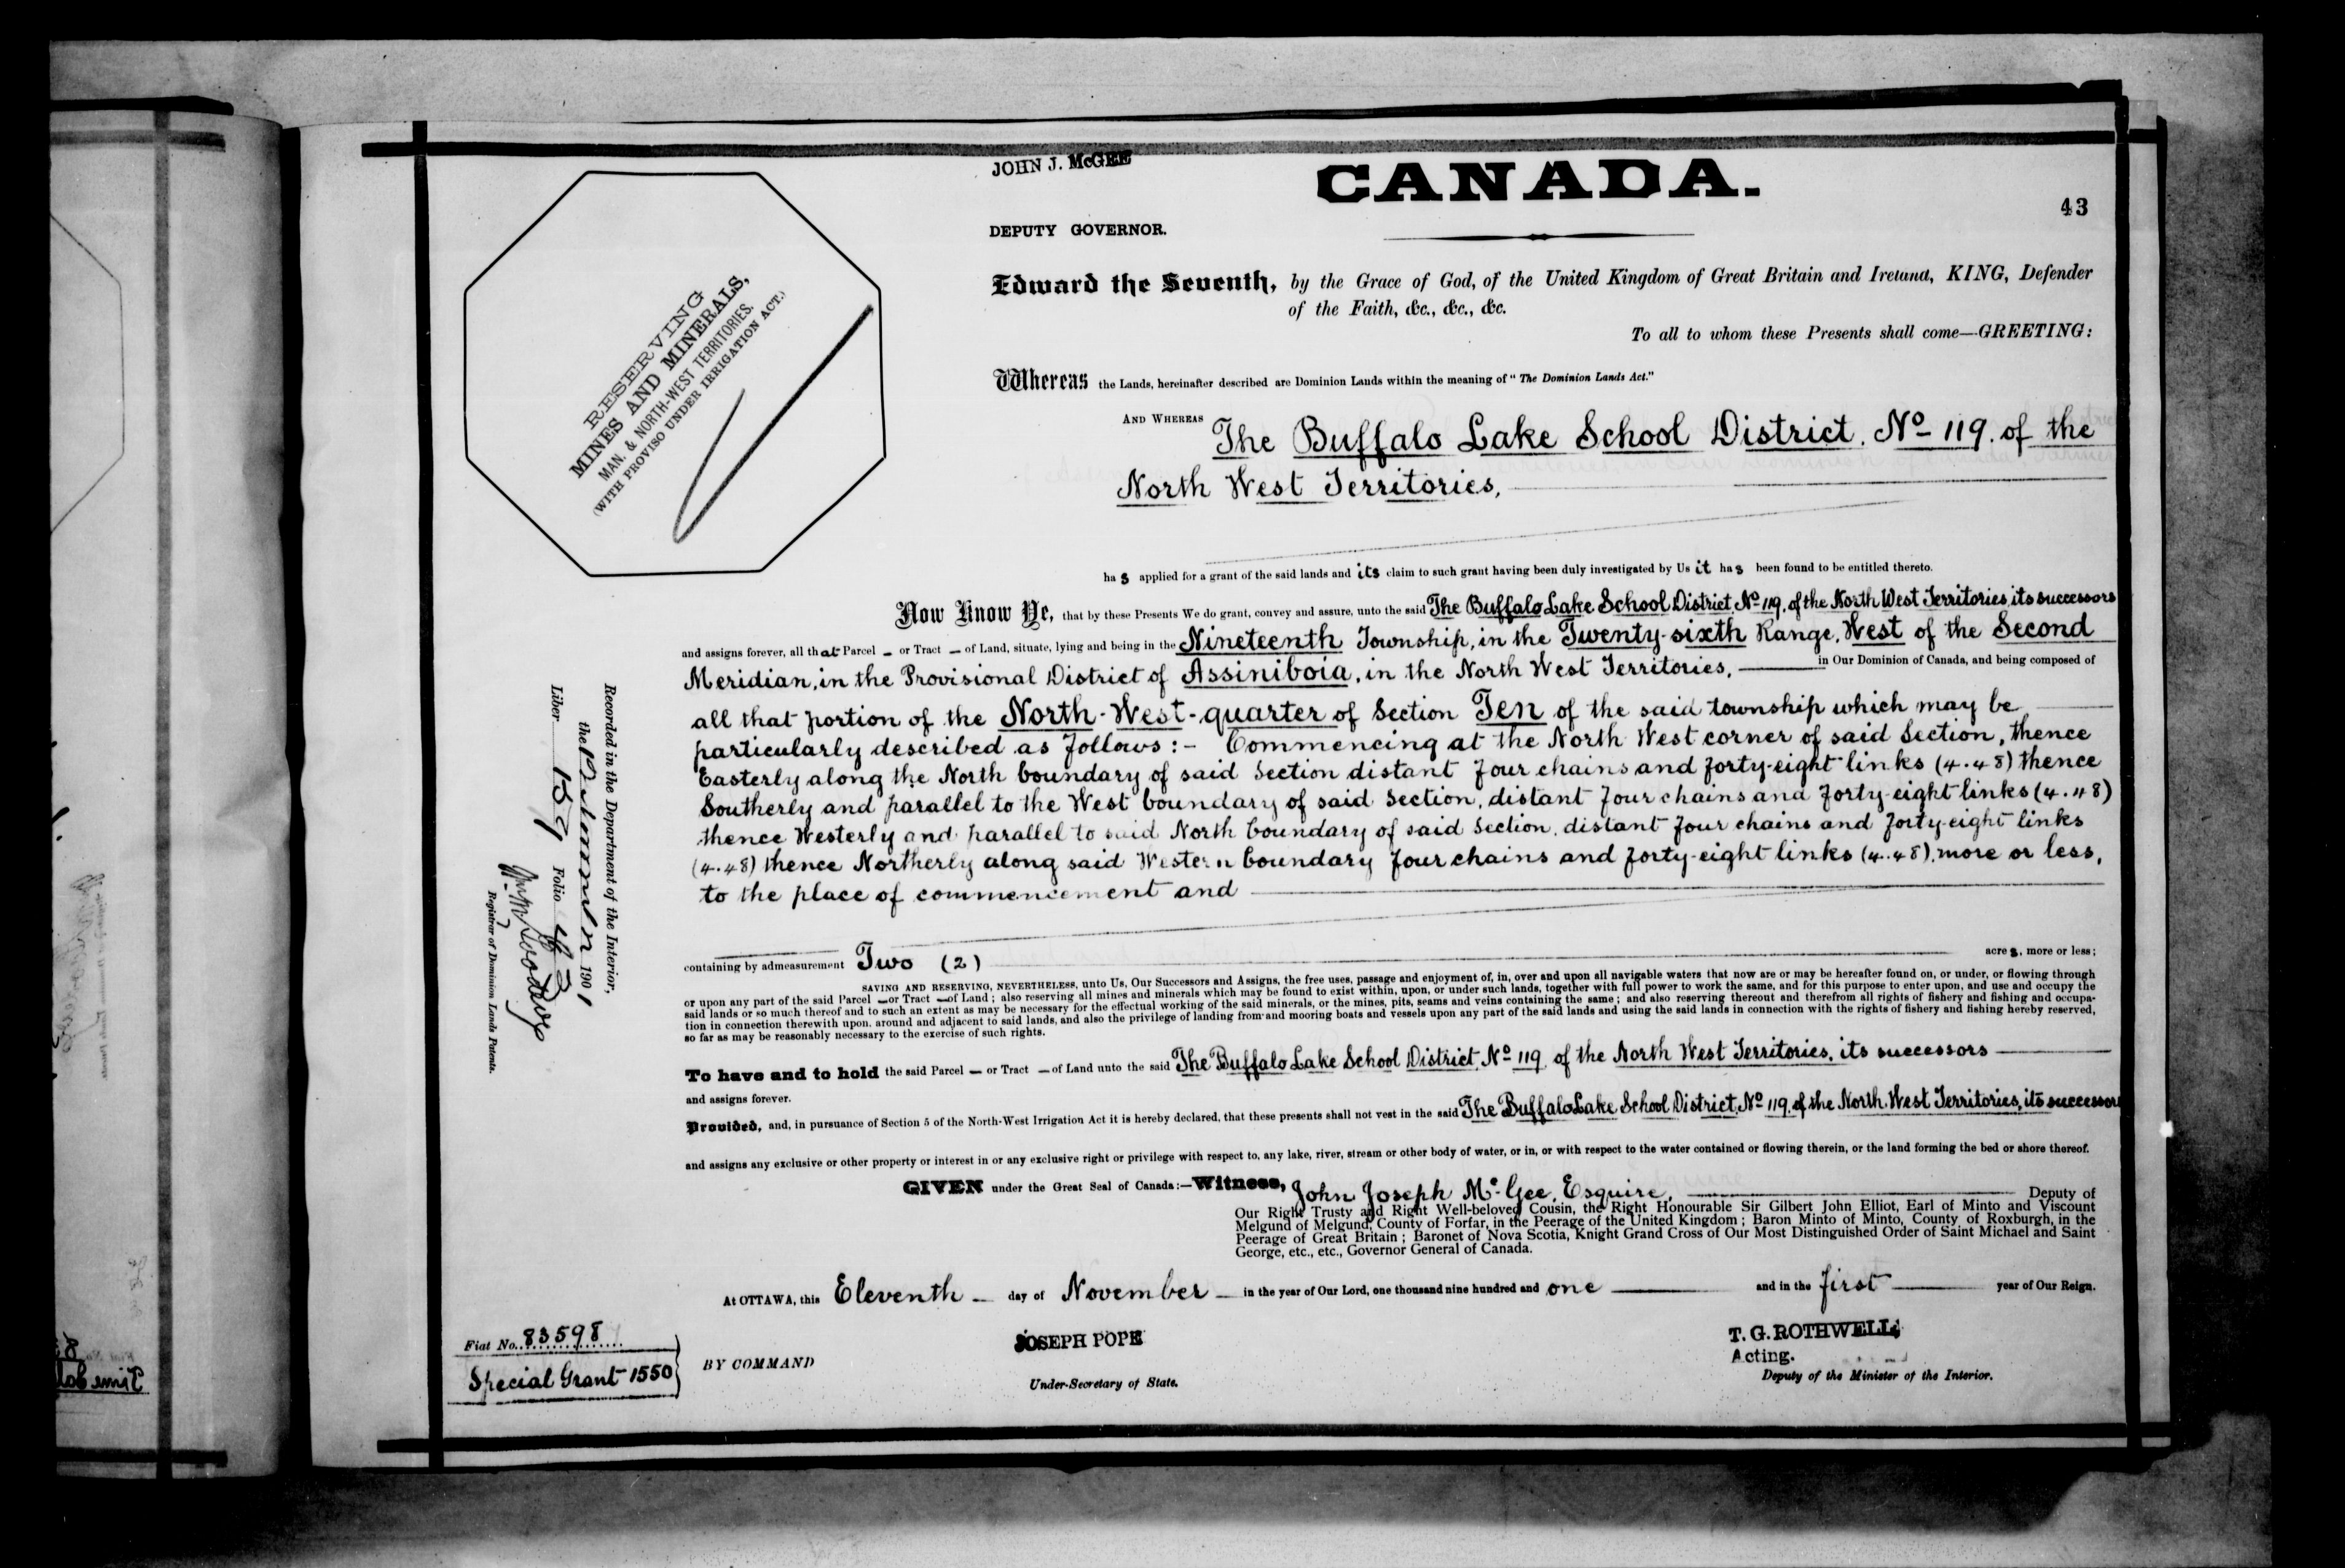 JOHN J. McGEE
CANADA.
43
DEPUTY GOVERNOR.
RESERVING
MINES AND MINERALS,
MAN. & NORTH-WEST TERRITORIES.
(WITH PROVISO UNDER IRRIGATION ACT.)
Edward the Seventh, by the Grace of God, of the United Kingdom of Great Britain and Ireland, KING, Defender
of the Faith, &c., &c., &c.
To all to whom these Presents shall come—GREETING:
Whereas the Lands, hereinafter described are Dominion Lands within the meaning of "The Dominion Lands Act."
AND WHEREAS The Buffalo Lake School District. No 119. of the
North West Territories,
has applied for a grant of the said lands and its claim to such grant having been duly investigated by Us it has been found to be entitled thereto.
Now Know Ye, that by these Presents We do grant, convey and assure, unto the said The Buffalo Lake School District, No 119, of the North West Territories, its successors
and assigns forever, all that Parcel - or Tract - of Land, situate, lying and being in the Nineteenth Township, in the Twenty-sixth Range, West of the Second
Meridian, in the Provisional District of Assiniboia, in the North West Territories, in Our Dominion of Canada, and being composed of
all that portion of the North-West-quarter of Section Ten of the said township which may be
particularly described as follows:- Commencing at the North West corner of said Section, thence
Easterly along the North boundary of said Section distant four chains and forty-eight links (4.48) thence
Southerly and parallel to the West boundary of said Section, distant four chains and forty-eight links (4.48)
thence Westerly and parallel to said North boundary of said Section, distant four chains and forty-eight links
(4.48) thence Northerly along said Western boundary four chains and forty-eight links (4.48), more or less,
to the place of commencement and
containing by admeasurement Two (2) acres, more or less;
SAVING AND RESERVING, NEVERTHELESS, unto Us, Our Successors and Assigns, the free uses, passage and enjoyment of, in, over and upon all navigable waters that now are or may be hereafter found on, or under, or flowing through
or upon any part of the said Parcel - or Tract - of Land; also reserving all mines and minerals which may be found to exist within, upon, or under such lands, together with full power to work the same, and for this purpose to enter upon, and use and occupy the
said lands or so much thereof and to such an extent as may be necessary for the effectual working of the said minerals, or the mines, pits, seams and veins containing the same; and also reserving thereout and therefrom all rights of fishery and fishing and occupa-
tion in connection therewith upon, around and adjacent to said lands, and also the privilege of landing from and mooring boats and vessels upon any part of the said lands and using the said lands in connection with the rights of fishery and fishing hereby reserved,
so far as may be reasonably necessary to the exercise of such rights.
To have and to hold the said Parcel - or Tract - of Land unto the said The Buffalo Lake School District, No 119, of the North West Territories, its successors
and assigns forever.
Provided, and, in pursuance of Section 5 of the North-West Irrigation Act it is hereby declared, that these presents shall not vest in the said The Buffalo Lake School District, No 119, of the North West Territories, its successors
and assigns any exclusive or other property or interest in or any exclusive right or privilege with respect to, any lake, river, stream or other body of water, or in, or with respect to the water contained or flowing therein, or the land forming the bed or shore thereof.
GIVEN under the Great Seal of Canada:—Witness, John Joseph McGee, Esquire, Deputy of
Our Right Trusty and Right Well-beloved Cousin, the Right Honourable Sir Gilbert John Elliot, Earl of Minto and Viscount
Melgund of Melgund, County of Forfar, in the Peerage of the United Kingdom; Baron Minto of Minto, County of Roxburgh, in the
Peerage of Great Britain; Baronet of Nova Scotia, Knight Grand Cross of Our Most Distinguished Order of Saint Michael and Saint
George, etc., etc., Governor General of Canada.
At OTTAWA, this Eleventh day of November in the year of Our Lord, one thousand nine hundred and one and in the first year of Our Reign.
Fiat No. 83598
Special Grant 1550
BY COMMAND
JOSEPH POPE
Under-Secretary of State.
T. G. ROTHWELL
Acting.
Deputy of the Minister of the Interior.
Recorded in the Department of the Interior,
the 1901
Liber 159 Folio 43
Registrar of Dominion Lands Patents.